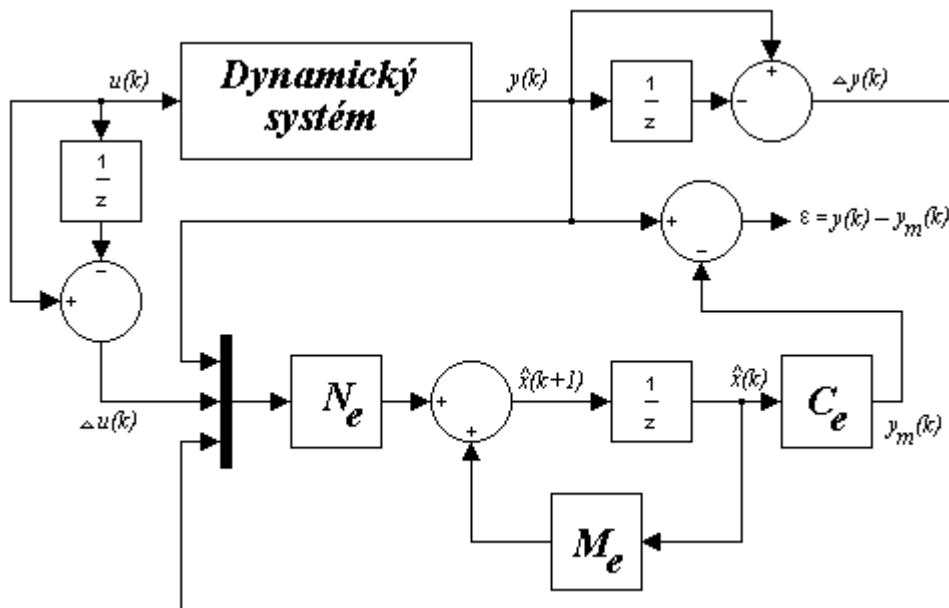 u(k)
Dynamický
systém
y(k)
1
z
+
-
△y(k)
1
z
-
+
+
-
ε = y(k) – y_m(k)
△u(k)
N_e
+
+
x̂(k+1)
1
z
x̂(k)
C_e
y_m(k)
M_e